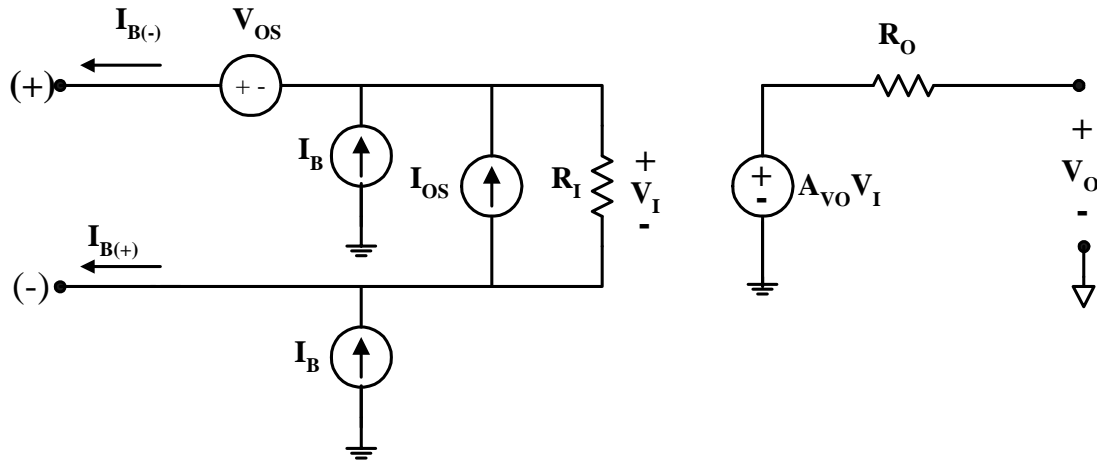 I_B(-)
V_OS
R_O
(+)
+ -
+
I_B
I_OS
R_I
+
V_I
-
+
-
A_VO V_I
V_O
-
I_B(+)
(-)
I_B